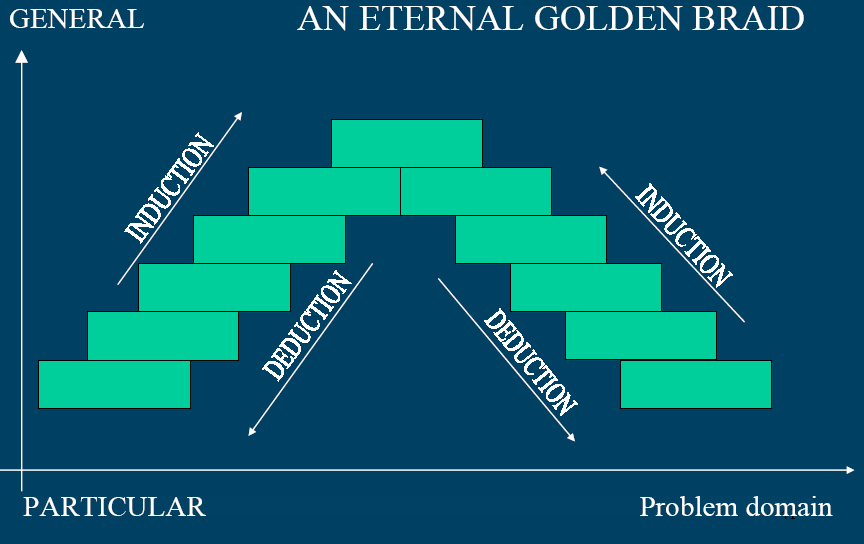 GENERAL
AN ETERNAL GOLDEN BRAID
INDUCTION
INDUCTION
DEDUCTION
DEDUCTION
PARTICULAR
Problem domain